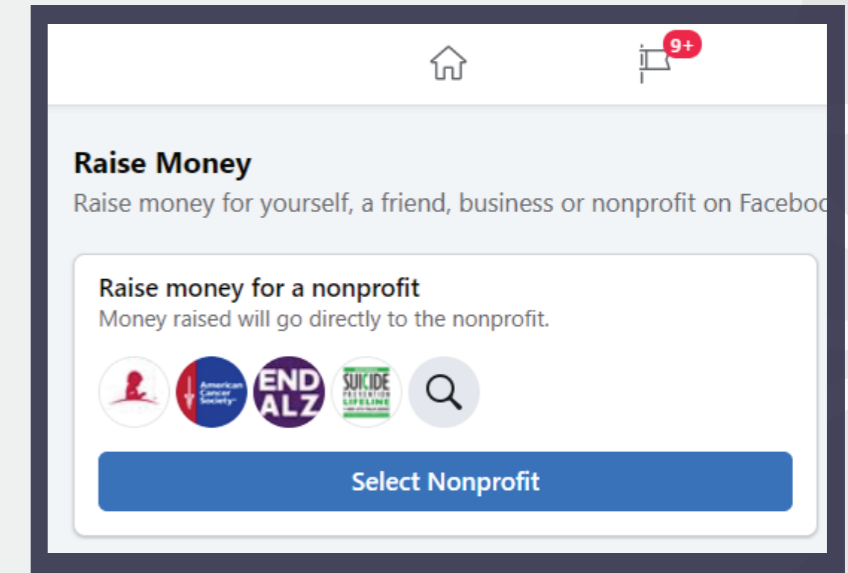 9+
Raise Money
Raise money for yourself, a friend, business or nonprofit on Faceboo
Raise money for a nonprofit
Money raised will go directly to the nonprofit.
American
Cancer
Society
END
ALZ
SUICIDE
PREVENTION
LIFELINE
Select Nonprofit